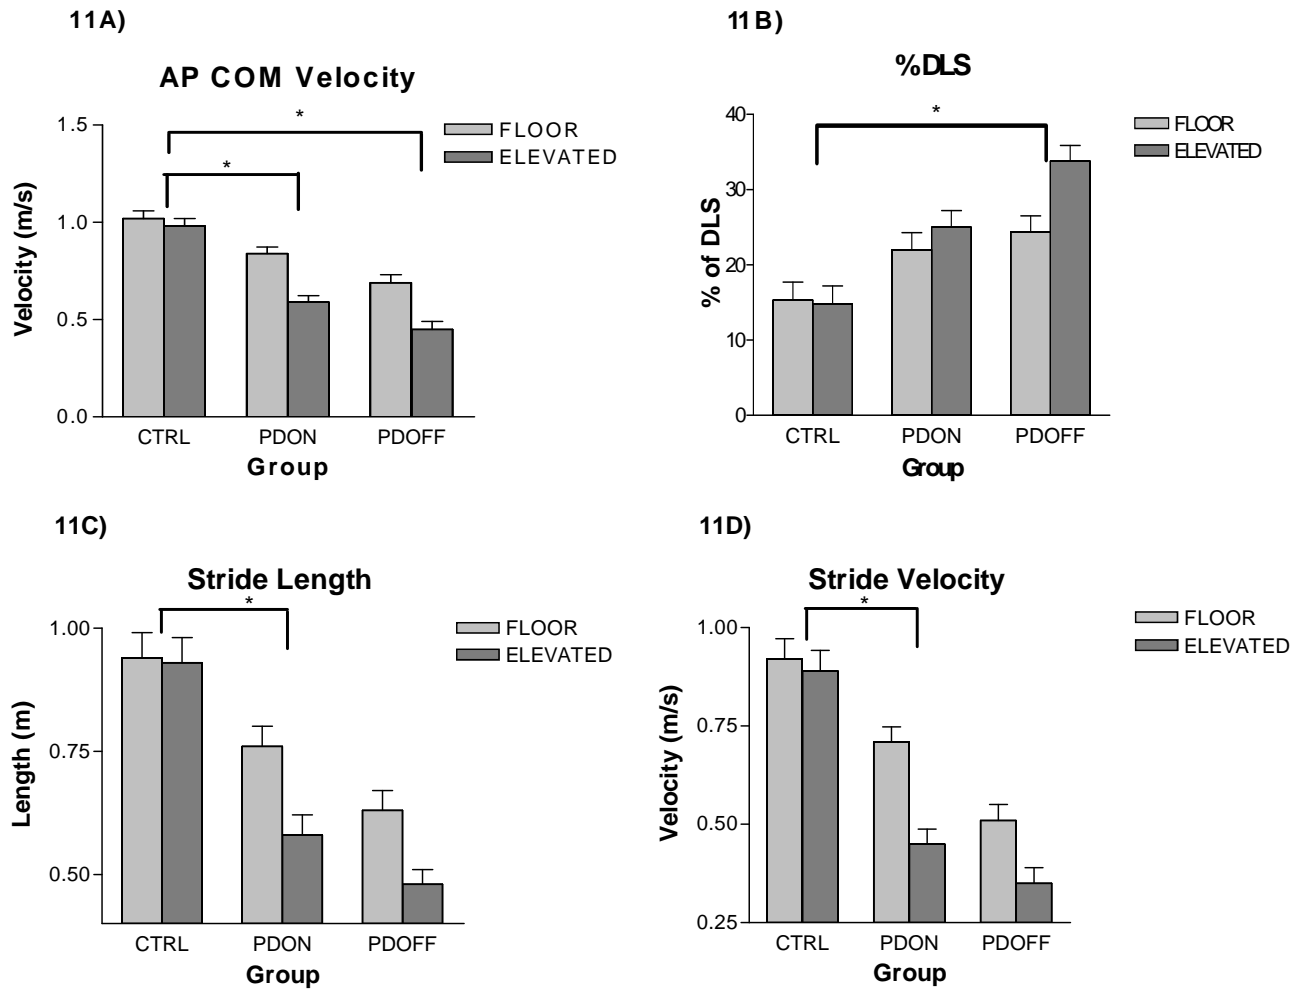 11A)
AP COM Velocity
FLOOR
ELEVATED
*
*
1.5
1.0
0.5
0.0
Velocity (m/s)
CTRL PDON PDOFF
Group
11B)
%DLS
FLOOR
ELEVATED
*
40
30
20
10
0
% of DLS
CTRL PDON PDOFF
Group
11C)
Stride Length
FLOOR
ELEVATED
*
1.00
0.75
0.50
Length (m)
CTRL PDON PDOFF
Group
11D)
Stride Velocity
FLOOR
ELEVATED
*
1.00
0.75
0.50
0.25
Velocity (m/s)
CTRL PDON PDOFF
Group